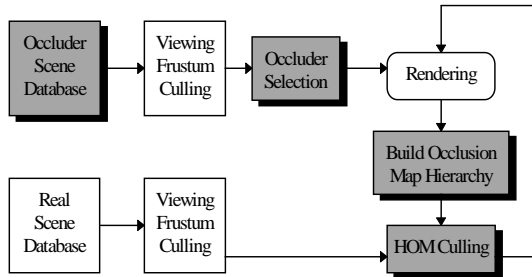 Occluder
Scene
Database
Viewing
Frustum
Culling
Occluder
Selection
Rendering
Build Occlusion
Map Hierarchy
Real
Scene
Database
Viewing
Frustum
Culling
HOM Culling